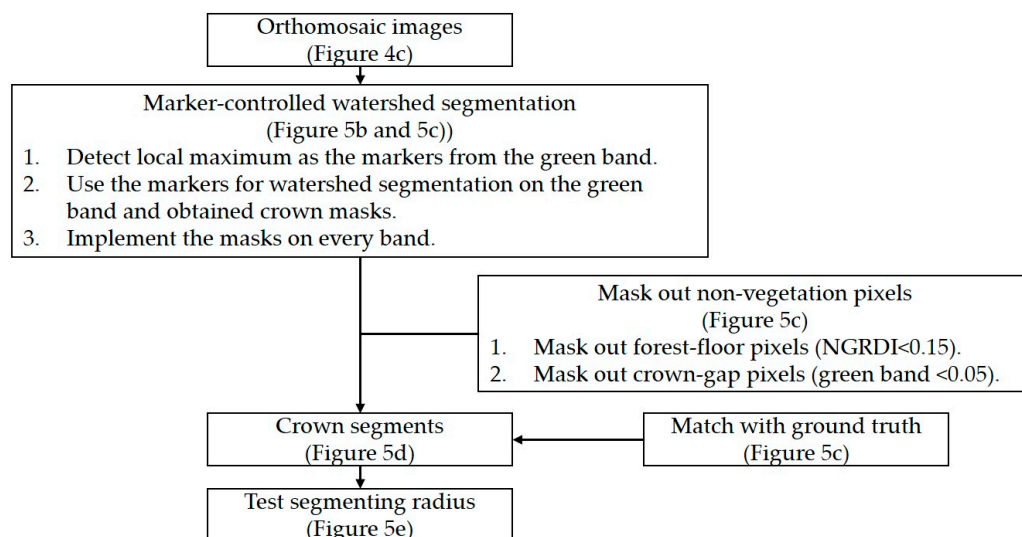 Orthomosaic images
(Figure 4c)
Marker-controlled watershed segmentation
(Figure 5b and 5c))
1. Detect local maximum as the markers from the green band.
2. Use the markers for watershed segmentation on the green
band and obtained crown masks.
3. Implement the masks on every band.
Mask out non-vegetation pixels
(Figure 5c)
1. Mask out forest-floor pixels (NGRDI<0.15).
2. Mask out crown-gap pixels (green band <0.05).
Crown segments
(Figure 5d)
Match with ground truth
(Figure 5c)
Test segmenting radius
(Figure 5e)